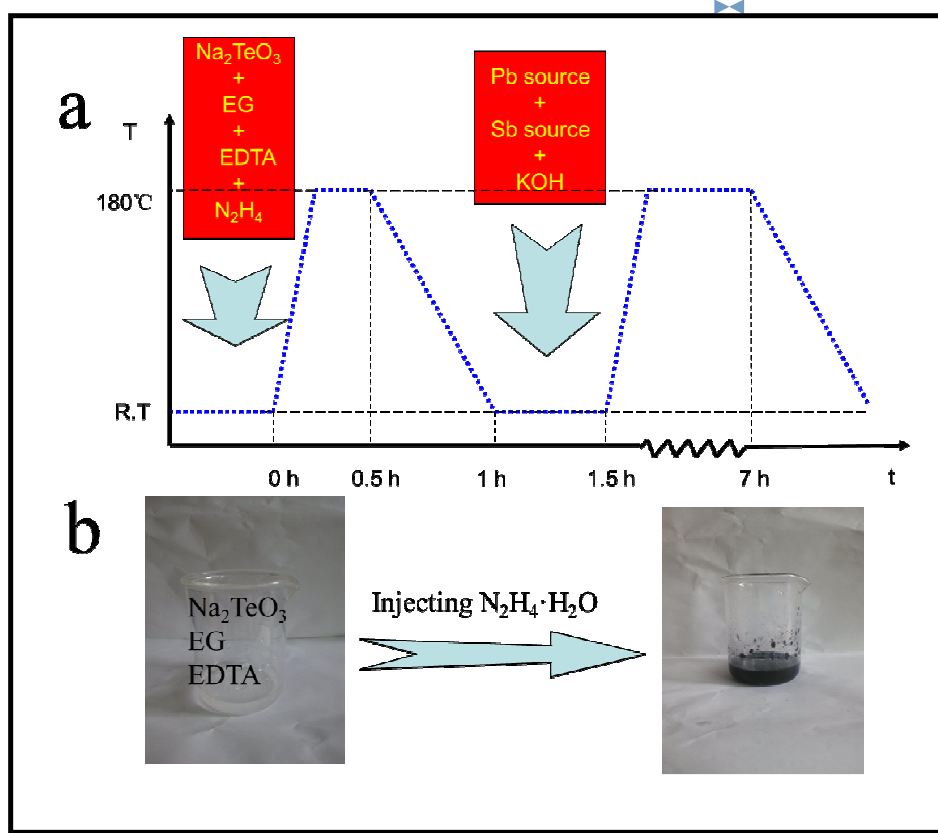 a
T
Na₂TeO₃
+
EG
+
EDTA
+
N₂H₄
Pb source
+
Sb source
+
KOH
180℃
R.T
0 h
0.5 h
1 h
1.5 h
7 h
t
b
Na₂TeO₃
EG
EDTA
Injecting N₂H₄·H₂O